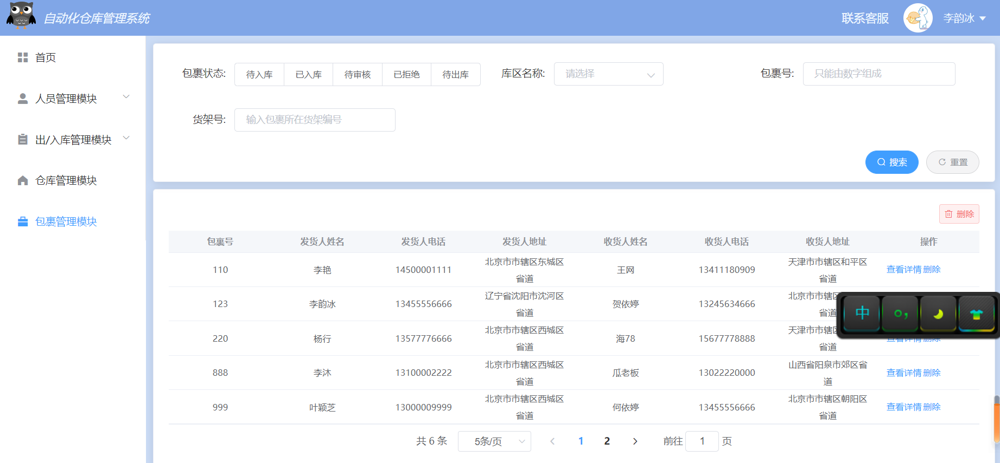 自动化仓库管理系统
联系客服
李韵冰
首页
人员管理模块
出/入库管理模块
仓库管理模块
包裹管理模块
包裹状态: 待入库 已入库 待审核 已拒绝 待出库 库区名称: 请选择 包裹号: 只能由数字组成
货架号: 输入包裹所在货架编号
搜索 重置
删除
包裹号 发货人姓名 发货人电话 发货人地址 收货人姓名 收货人电话 收货人地址 操作
110 李艳 14500001111 北京市市辖区东城区 王网 13411180909 天津市市辖区和平区 查看详情 删除
省道 省道
123 李韵冰 13455556666 辽宁省沈阳市沈河区 贺依婷 13245634666 北京市市辖区
省道 省道
220 杨行 13577776666 北京市市辖区西城区 海78 15677778888 天津市市辖区 查看详情 删除
省道 省道
888 李沐 13100002222 北京市市辖区西城区 瓜老板 13022220000 山西省阳泉市郊区省 查看详情 删除
省道 道
999 叶颖芝 13000009999 北京市市辖区西城区 何依婷 13455556666 北京市市辖区朝阳区 查看详情 删除
省道 省道
中
共 6 条 5条/页 1 2 前往 1 页